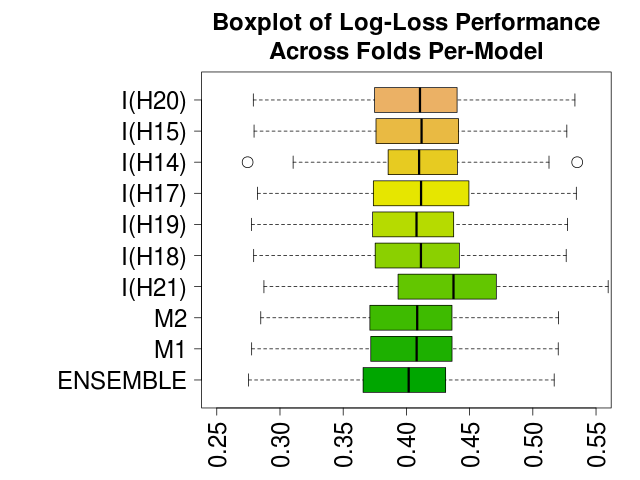 Boxplot of Log-Loss Performance
Across Folds Per-Model
I(H20)
I(H15)
I(H14)
I(H17)
I(H19)
I(H18)
I(H21)
M2
M1
ENSEMBLE
0.25
0.30
0.35
0.40
0.45
0.50
0.55